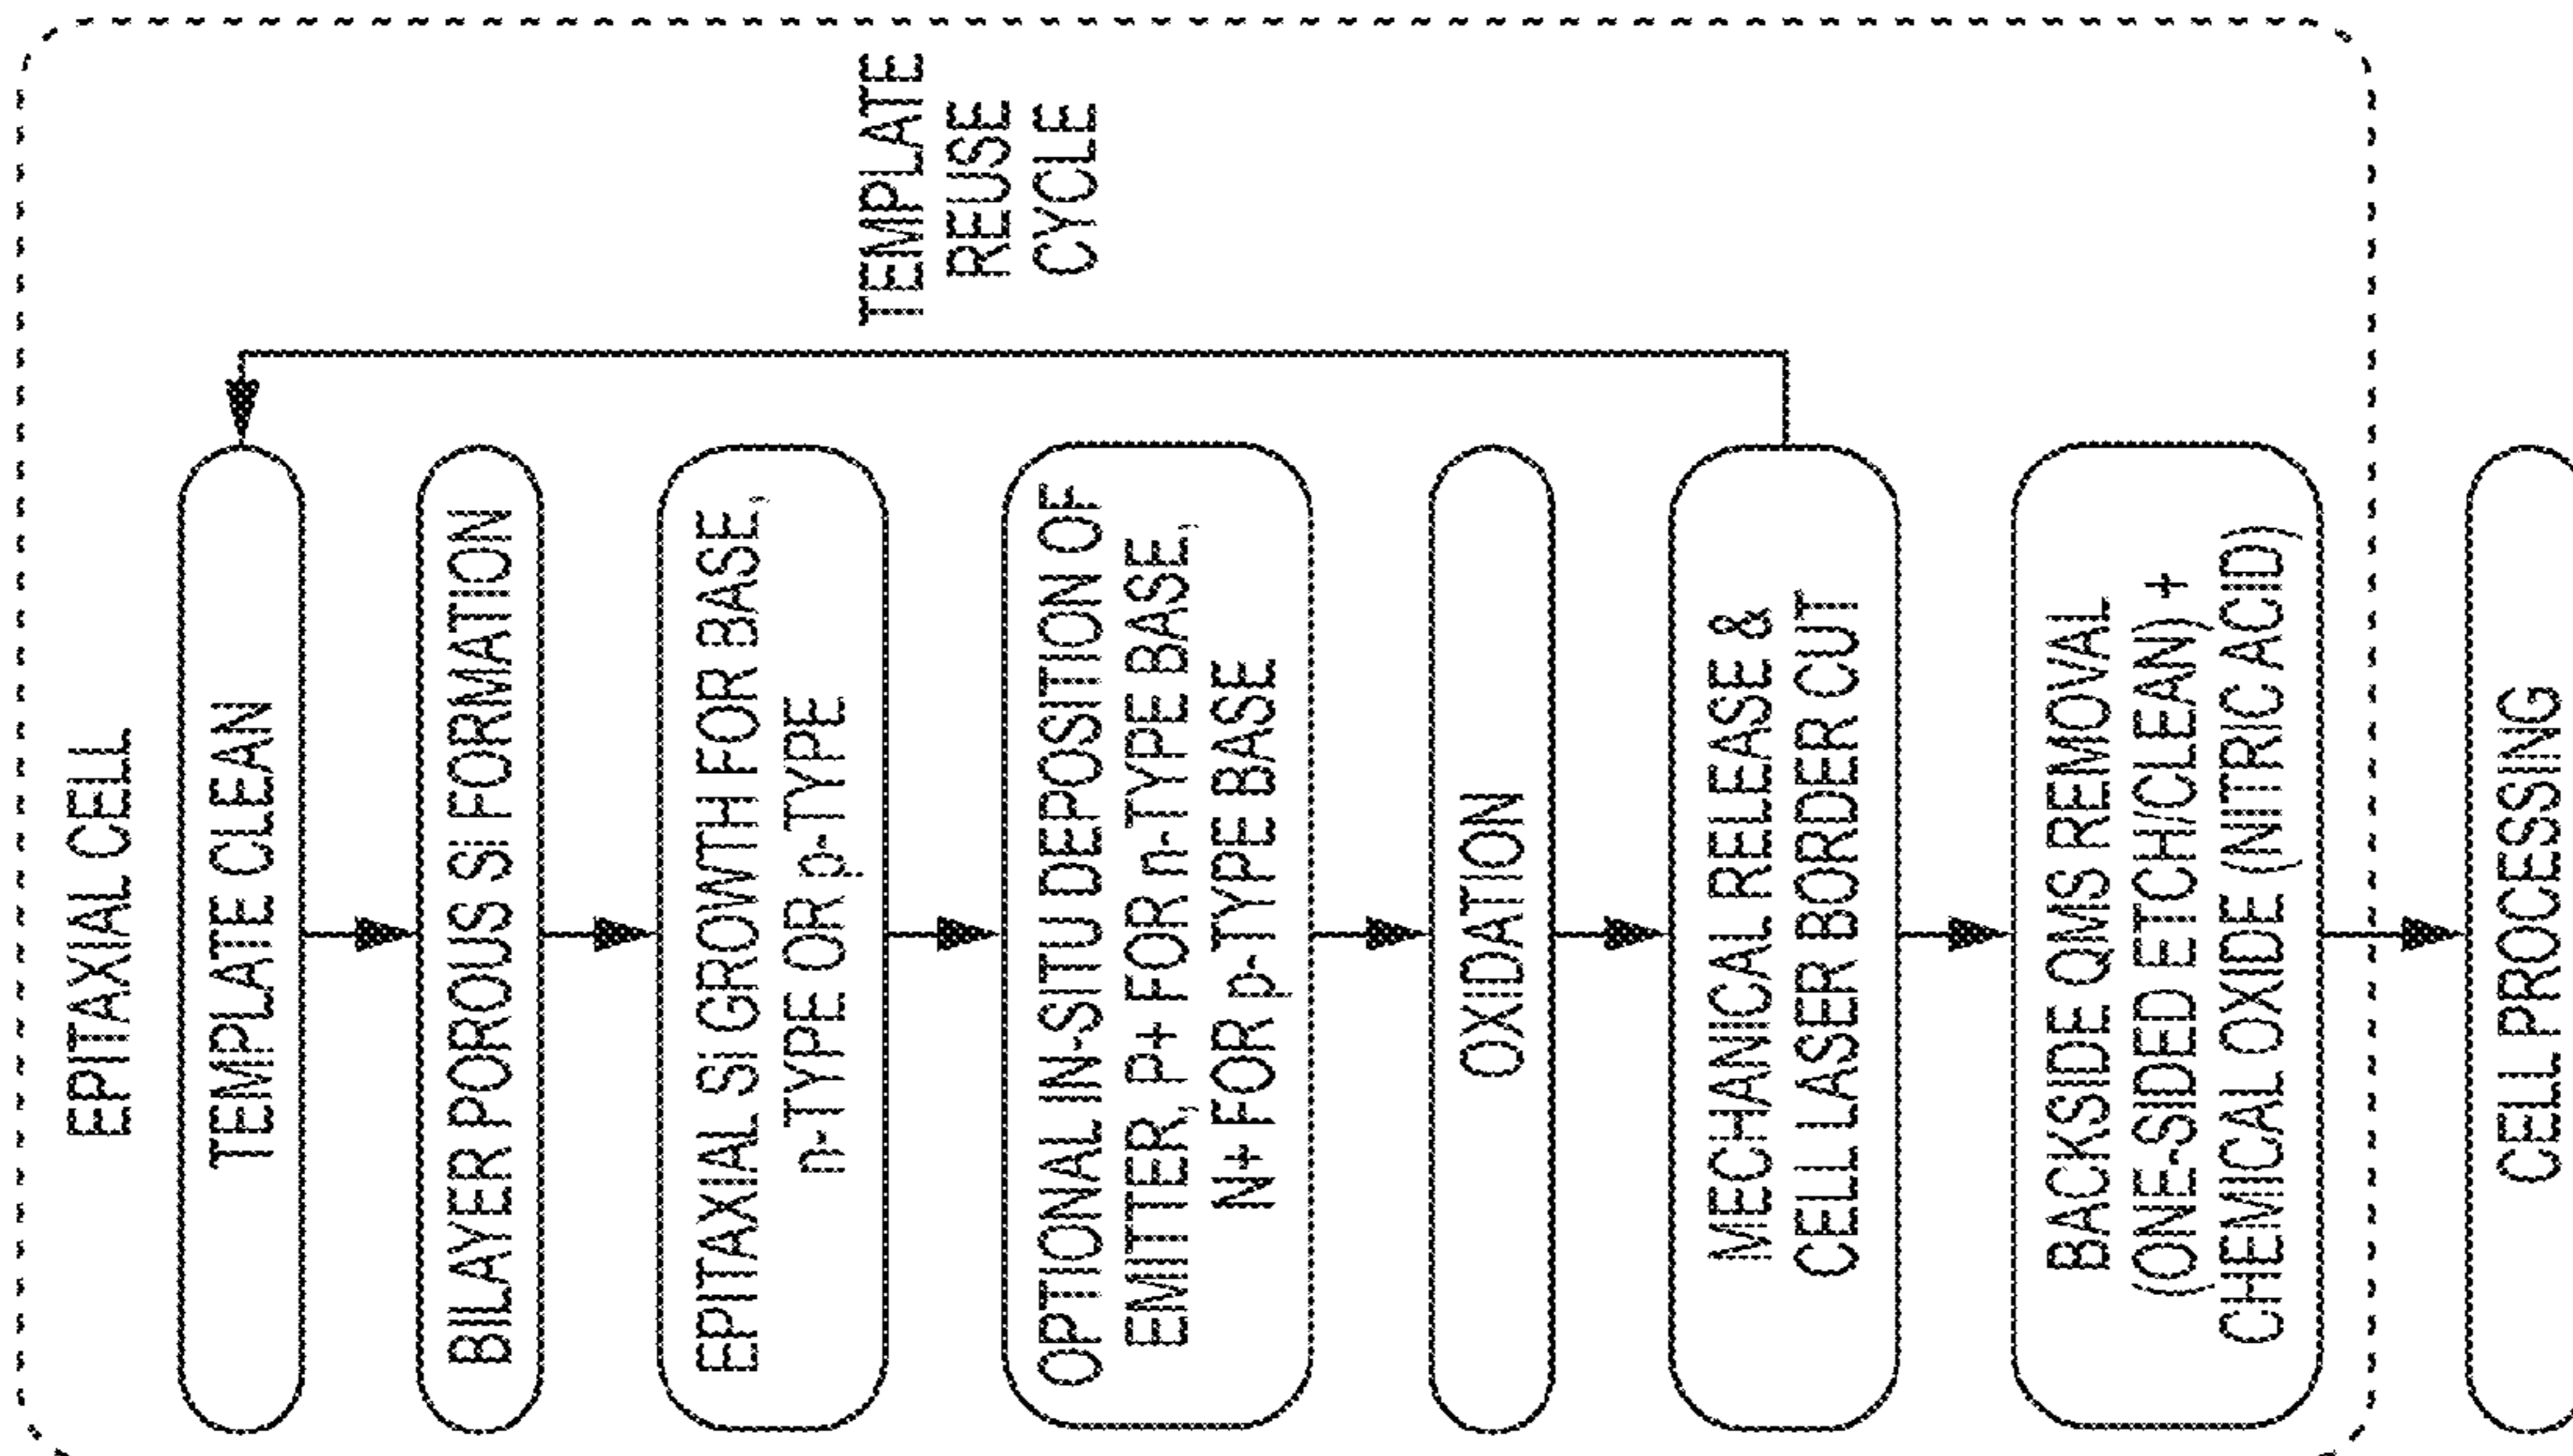 EPITAXIAL CELL
TEMPLATE CLEAN
BILAYER POROUS Si FORMATION
EPITAXIAL Si GROWTH FOR BASE,
n-TYPE OR p-TYPE
OPTIONAL IN-SITU DEPOSITION OF
EMITTER, P+ FOR n-TYPE BASE,
N+ FOR p-TYPE BASE
OXIDATION
MECHANICAL RELEASE &
CELL LASER BORDER CUT
BACKSIDE QMS REMOVAL
(ONE-SIDED ETCH/CLEAN) +
CHEMICAL OXIDE (NITRIC ACID)
CELL PROCESSING
TEMPLATE
REUSE
CYCLE